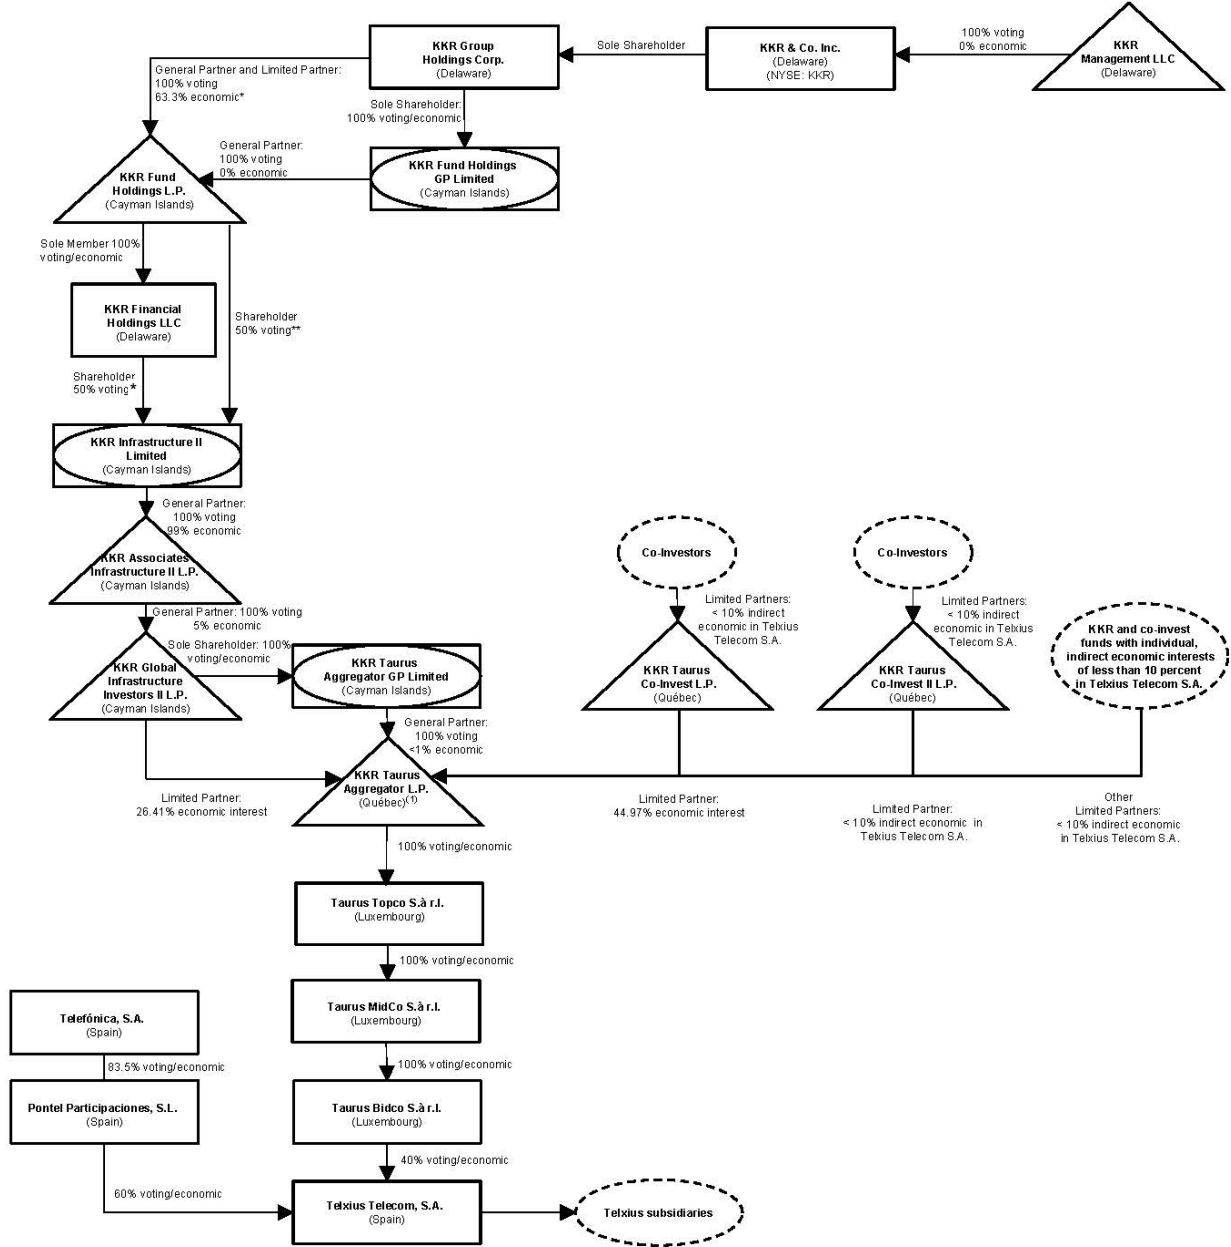 KKR Group
Holdings Corp.
(Delaware)
Sole Shareholder
KKR & Co. Inc.
(Delaware)
(NYSE: KKR)
100% voting
0% economic
KKR
Management LLC
(Delaware)
General Partner and Limited Partner:
100% voting
63.3% economic*
Sole Shareholder:
100% voting/economic
General Partner:
100% voting
0% economic
KKR Fund
Holdings L.P.
(Cayman Islands)
KKR Fund Holdings
GP Limited
(Cayman Islands)
Sole Member 100%
voting/economic
KKR Financial
Holdings LLC
(Delaware)
Shareholder
50% voting**
Shareholder
50% voting*
KKR Infrastructure II
Limited
(Cayman Islands)
General Partner:
100% voting
99% economic
KKR Associates
Infrastructure II L.P.
(Cayman Islands)
Co-Investors
Co-Investors
General Partner: 100% voting
5% economic
Limited Partners:
< 10% indirect
economic in Telxius
Telecom S.A.
Limited Partners:
< 10% indirect
economic in Telxius
Telecom S.A.
KKR and co-invest
funds with individual,
indirect economic interests
of less than 10 percent
in Telxius Telecom S.A.
Sole Shareholder: 100%
voting/economic
KKR Global
Infrastructure
Investors II L.P.
(Cayman Islands)
KKR Taurus
Aggregator GP Limited
(Cayman Islands)
KKR Taurus
Co-Invest L.P.
(Québec)
KKR Taurus
Co-Invest II L.P.
(Québec)
General Partner:
100% voting
<1% economic
KKR Taurus
Aggregator L.P.
(Québec)(1)
Limited Partner:
26.41% economic interest
Limited Partner:
44.97% economic interest
Limited Partner:
< 10% indirect economic in
Telxius Telecom S.A.
Other
Limited Partners:
< 10% indirect economic
in Telxius Telecom S.A.
100% voting/economic
Taurus Topco S.à r.l.
(Luxembourg)
100% voting/economic
Taurus MidCo S.à r.l.
(Luxembourg)
Telefónica, S.A.
(Spain)
83.5% voting/economic
100% voting/economic
Pontel Participaciones, S.L.
(Spain)
Taurus Bidco S.à r.l.
(Luxembourg)
40% voting/economic
60% voting/economic
Telxius Telecom, S.A.
(Spain)
Telxius subsidiaries